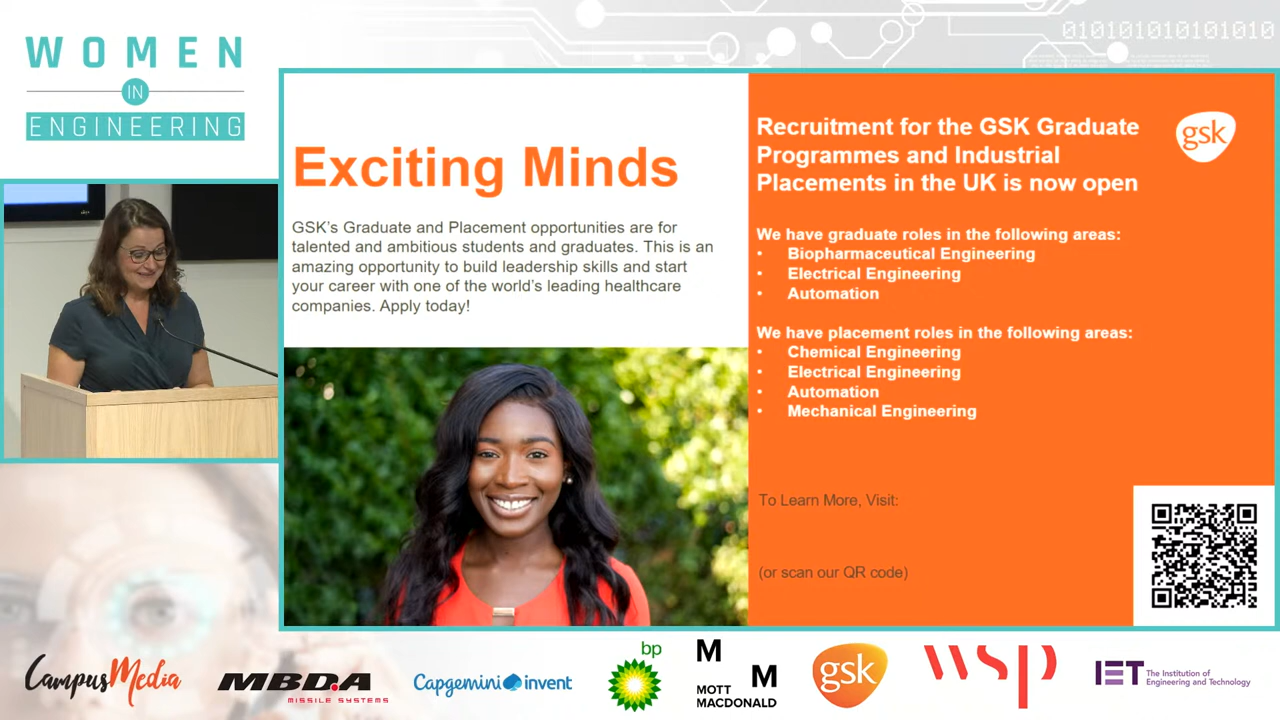 WOMEN
IN
ENGINEERING
010101010101010
Exciting Minds
GSK's Graduate and Placement opportunities are for
talented and ambitious students and graduates. This is an
amazing opportunity to build leadership skills and start
your career with one of the world's leading healthcare
companies. Apply today!
Recruitment for the GSK Graduate
Programmes and Industrial
Placements in the UK is now open
gsk
We have graduate roles in the following areas:
• Biopharmaceutical Engineering
• Electrical Engineering
• Automation
We have placement roles in the following areas:
• Chemical Engineering
• Electrical Engineering
• Automation
• Mechanical Engineering
To Learn More, Visit:
(or scan our QR code)
CampusMedia
MBDA
MISSILE SYSTEMS
Capgemini invent
bp
M
M
MOTT
MACDONALD
gsk
wsp
IET
The Institution of
Engineering and Technology